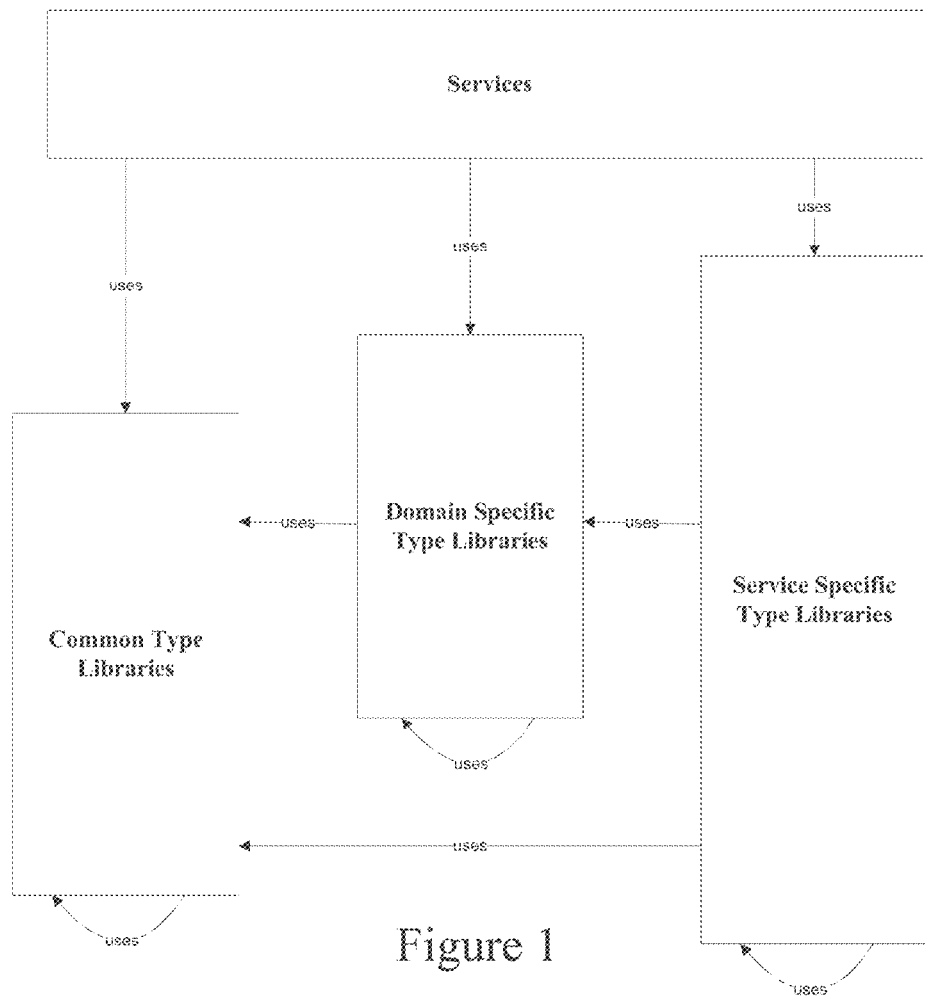 Services
uses
uses
uses
Domain Specific
Type Libraries
uses
uses
Service Specific
Type Libraries
Common Type
Libraries
uses
uses
uses
Figure 1
uses